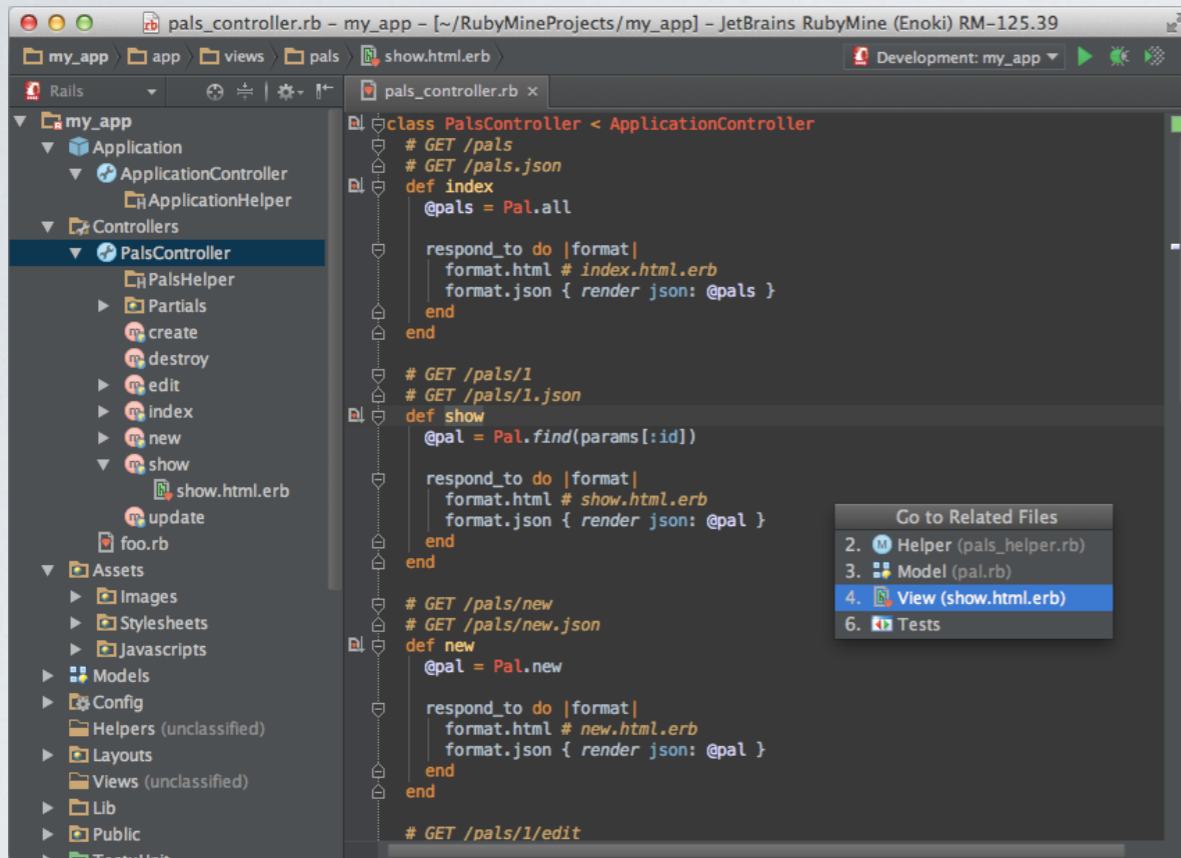 pals_controller.rb – my_app – [~/RubyMineProjects/my_app] – JetBrains RubyMine (Enoki) RM-125.39
my_app app views pals show.html.erb
Development: my_app
Rails
pals_controller.rb ×
my_app
Application
ApplicationController
ApplicationHelper
Controllers
PalsController
PalsHelper
Partials
create
destroy
edit
index
new
show
show.html.erb
update
foo.rb
Assets
Images
Stylesheets
Javascripts
Models
Config
Helpers (unclassified)
Layouts
Views (unclassified)
Lib
Public
class PalsController < ApplicationController
# GET /pals
# GET /pals.json
def index
@pals = Pal.all
respond_to do |format|
format.html # index.html.erb
format.json { render json: @pals }
end
end
# GET /pals/1
# GET /pals/1.json
def show
@pal = Pal.find(params[:id])
respond_to do |format|
format.html # show.html.erb
format.json { render json: @pal }
end
end
# GET /pals/new
# GET /pals/new.json
def new
@pal = Pal.new
respond_to do |format|
format.html # new.html.erb
format.json { render json: @pal }
end
end
# GET /pals/1/edit
Go to Related Files
2. M Helper (pals_helper.rb)
3. Model (pal.rb)
4. View (show.html.erb)
6. Tests